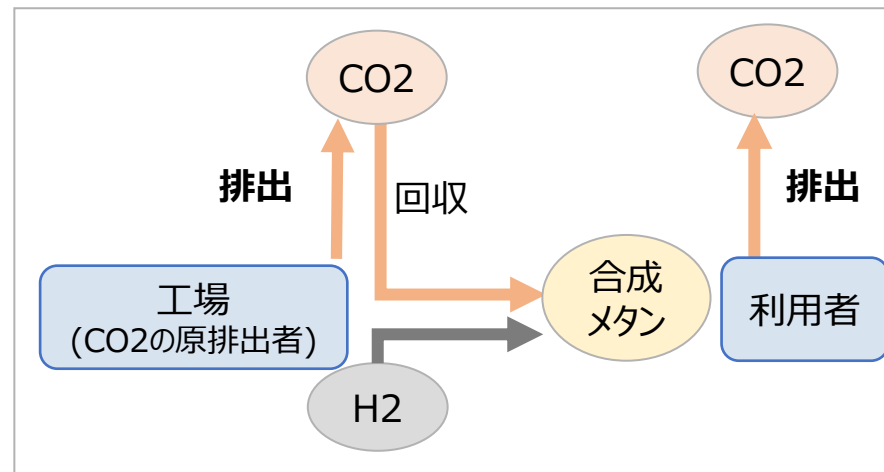 CO2
CO2
排出
回収
排出
工場
(CO2の原排出者)
合成
メタン
利用者
H2